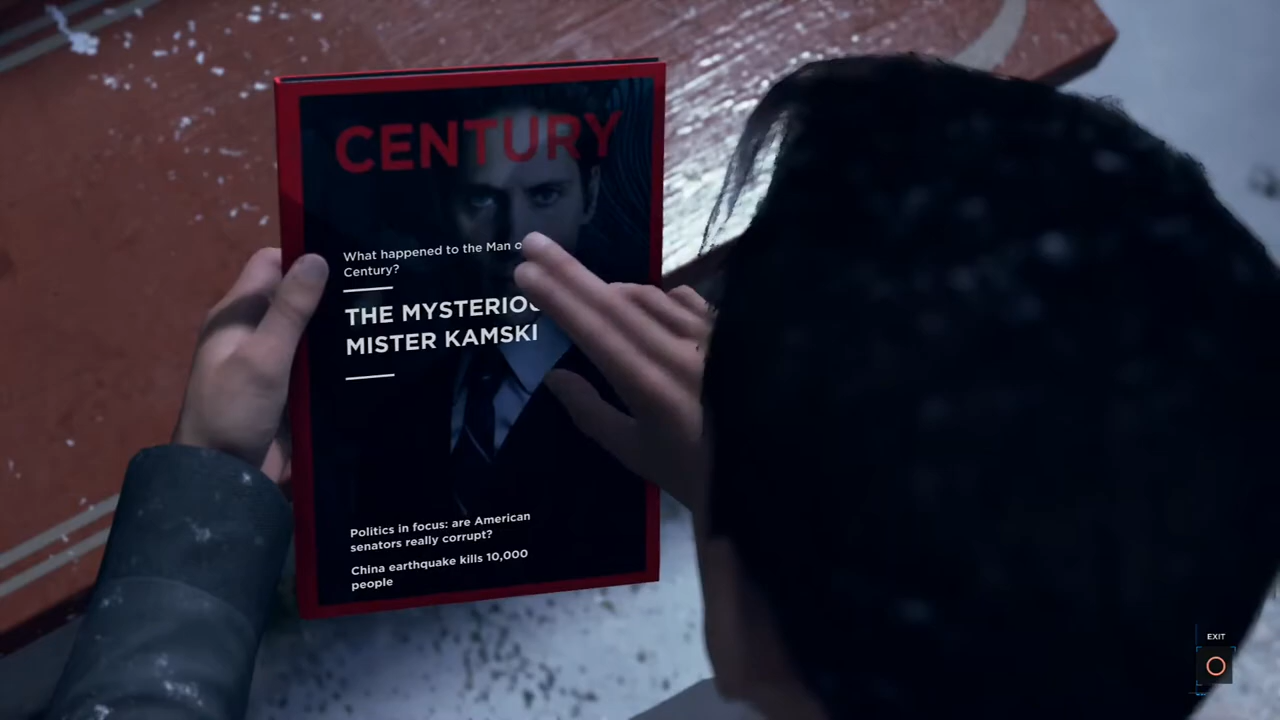 CENTURY
What happened to the Man
Century?
THE
MISTER KAMSKI
Politics in focus: are American
senators really corrupt?
China earthquake kills 10,000
people
EXIT